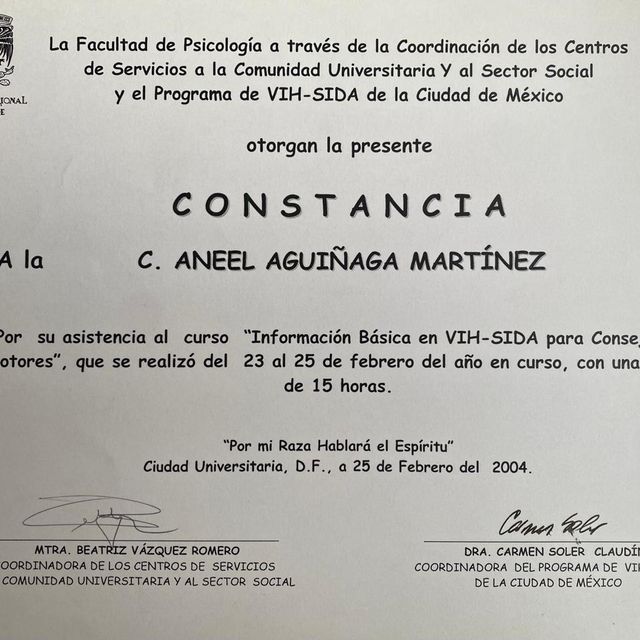 La Facultad de Psicología a través de la Coordinación de los Centros
de Servicios a la Comunidad Universitaria Y al Sector Social
y el Programa de VIH-SIDA de la Ciudad de México
otorgan la presente
CONSTANCIA
A la C. ANEEL AGUIÑAGA MARTÍNEZ
Por su asistencia al curso "Información Básica en VIH-SIDA para
que se realizó del 23 al 25 de febrero del año en curso, con una
de 15 horas.
"Por mi Raza Hablará el Espíritu"
Ciudad Universitaria, D.F., a 25 de Febrero del 2004.
Carmen Soler
MTRA. BEATRIZ VÁZQUEZ ROMERO
COORDINADORA DE LOS CENTROS DE SERVICIOS
COMUNIDAD UNIVERSITARIA Y AL SECTOR SOCIAL
DRA. CARMEN SOLER CLAUDÍN
COORDINADORA DEL PROGRAMA DE
DE LA CIUDAD DE MÉXICO